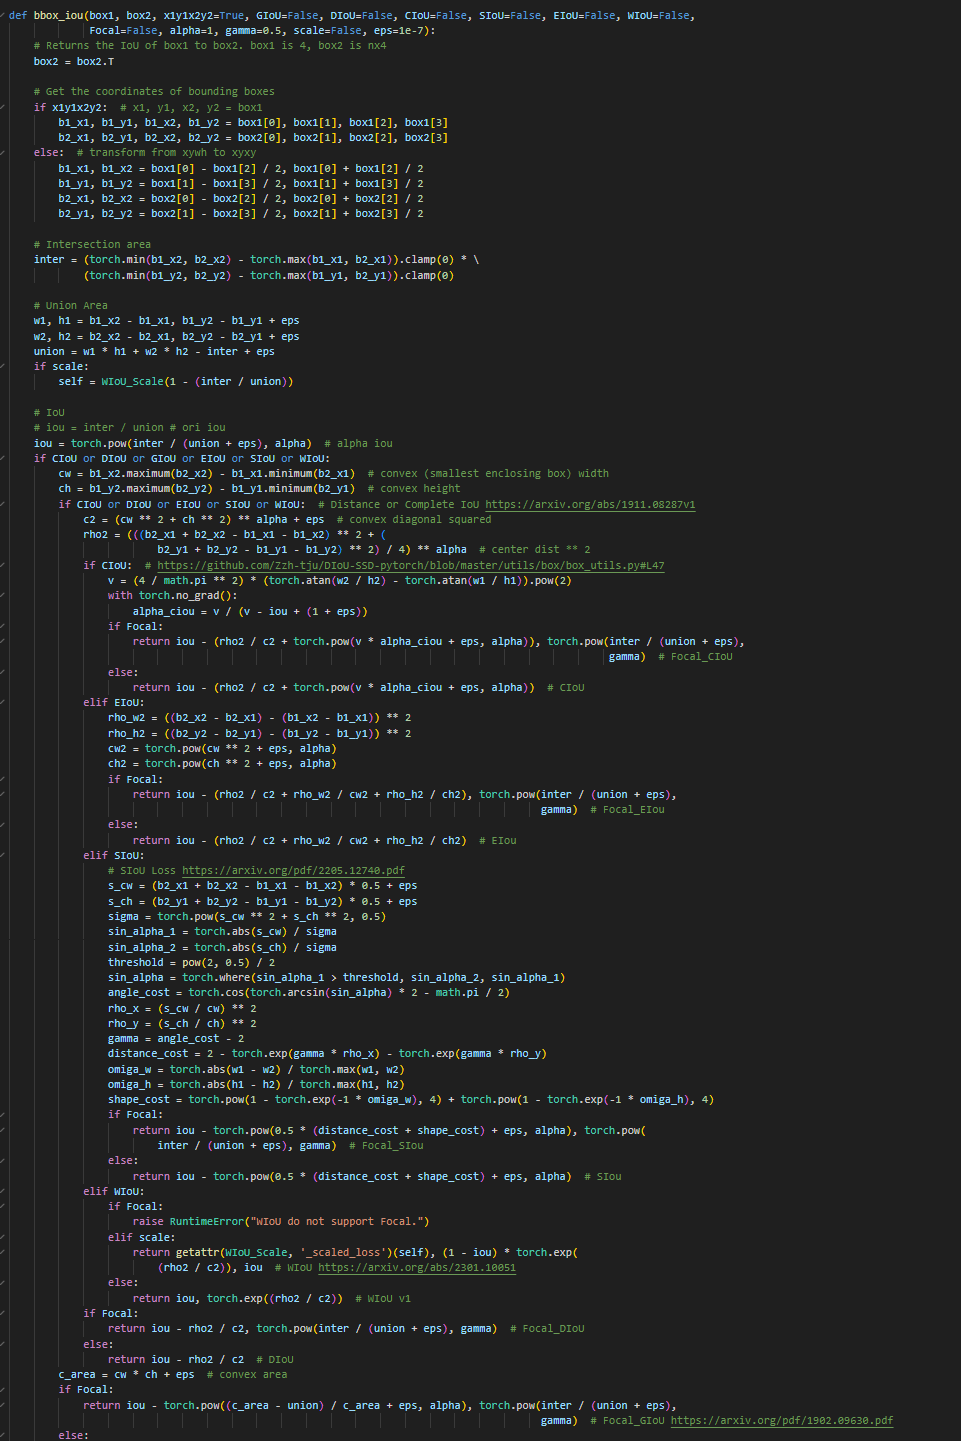 def bbox_iou(box1, box2, x1y1x2y2=True, GIoU=False, DIoU=False, CIoU=False, SIoU=False, EIoU=False, WIoU=False,
             Focal=False, alpha=1, gamma=0.5, scale=False, eps=1e-7):
    # Returns the IoU of box1 to box2. box1 is 4, box2 is nx4
    box2 = box2.T

    # Get the coordinates of bounding boxes
    if x1y1x2y2:  # x1, y1, x2, y2 = box1
        b1_x1, b1_y1, b1_x2, b1_y2 = box1[0], box1[1], box1[2], box1[3]
        b2_x1, b2_y1, b2_x2, b2_y2 = box2[0], box2[1], box2[2], box2[3]
    else:  # transform from xywh to xyxy
        b1_x1, b1_x2 = box1[0] - box1[2] / 2, box1[0] + box1[2] / 2
        b1_y1, b1_y2 = box1[1] - box1[3] / 2, box1[1] + box1[3] / 2
        b2_x1, b2_x2 = box2[0] - box2[2] / 2, box2[0] + box2[2] / 2
        b2_y1, b2_y2 = box2[1] - box2[3] / 2, box2[1] + box2[3] / 2

    # Intersection area
    inter = (torch.min(b1_x2, b2_x2) - torch.max(b1_x1, b2_x1)).clamp(0) * \
            (torch.min(b1_y2, b2_y2) - torch.max(b1_y1, b2_y1)).clamp(0)

    # Union Area
    w1, h1 = b1_x2 - b1_x1, b1_y2 - b1_y1 + eps
    w2, h2 = b2_x2 - b2_x1, b2_y2 - b2_y1 + eps
    union = w1 * h1 + w2 * h2 - inter + eps
    if scale:
        self = WIoU_Scale(1 - (inter / union))

    # IoU
    # iou = inter / union # ori iou
    iou = torch.pow(inter / (union + eps), alpha)  # alpha iou
    if CIoU or DIoU or GIoU or EIoU or SIoU or WIoU:
        cw = b1_x2.maximum(b2_x2) - b1_x1.minimum(b2_x1)  # convex (smallest enclosing box) width
        ch = b1_y2.maximum(b2_y2) - b1_y1.minimum(b2_y1)  # convex height
        if CIoU or DIoU or EIoU or SIoU or WIoU:  # Distance or Complete IoU https://arxiv.org/abs/1911.08287v1
            c2 = (cw ** 2 + ch ** 2) ** alpha + eps  # convex diagonal squared
            rho2 = (((b2_x1 + b2_x2 - b1_x1 - b1_x2) ** 2 + (
                        b2_y1 + b2_y2 - b1_y1 - b1_y2) ** 2) / 4) ** alpha  # center dist ** 2
            if CIoU:  # https://github.com/Zzh-tju/DIoU-SSD-pytorch/blob/master/utils/box/box_utils.py#L47
                v = (4 / math.pi ** 2) * (torch.atan(w2 / h2) - torch.atan(w1 / h1)).pow(2)
                with torch.no_grad():
                    alpha_ciou = v / (v - iou + (1 + eps))
                if Focal:
                    return iou - (rho2 / c2 + torch.pow(v * alpha_ciou + eps, alpha)), torch.pow(inter / (union + eps),
                                                                                                 gamma)  # Focal_CIoU
                else:
                    return iou - (rho2 / c2 + torch.pow(v * alpha_ciou + eps, alpha))  # CIoU
            elif EIoU:
                rho_w2 = ((b2_x2 - b2_x1) - (b1_x2 - b1_x1)) ** 2
                rho_h2 = ((b2_y2 - b2_y1) - (b1_y2 - b1_y1)) ** 2
                cw2 = torch.pow(cw ** 2 + eps, alpha)
                ch2 = torch.pow(ch ** 2 + eps, alpha)
                if Focal:
                    return iou - (rho2 / c2 + rho_w2 / cw2 + rho_h2 / ch2), torch.pow(inter / (union + eps),
                                                                                      gamma)  # Focal_EIou
                else:
                    return iou - (rho2 / c2 + rho_w2 / cw2 + rho_h2 / ch2)  # EIou
            elif SIoU:
                # SIoU Loss https://arxiv.org/pdf/2205.12740.pdf
                s_cw = (b2_x1 + b2_x2 - b1_x1 - b1_x2) * 0.5 + eps
                s_ch = (b2_y1 + b2_y2 - b1_y1 - b1_y2) * 0.5 + eps
                sigma = torch.pow(s_cw ** 2 + s_ch ** 2, 0.5)
                sin_alpha_1 = torch.abs(s_cw) / sigma
                sin_alpha_2 = torch.abs(s_ch) / sigma
                threshold = pow(2, 0.5) / 2
                sin_alpha = torch.where(sin_alpha_1 > threshold, sin_alpha_2, sin_alpha_1)
                angle_cost = torch.cos(torch.arcsin(sin_alpha) * 2 - math.pi / 2)
                rho_x = (s_cw / cw) ** 2
                rho_y = (s_ch / ch) ** 2
                gamma = angle_cost - 2
                distance_cost = 2 - torch.exp(gamma * rho_x) - torch.exp(gamma * rho_y)
                omiga_w = torch.abs(w1 - w2) / torch.max(w1, w2)
                omiga_h = torch.abs(h1 - h2) / torch.max(h1, h2)
                shape_cost = torch.pow(1 - torch.exp(-1 * omiga_w), 4) + torch.pow(1 - torch.exp(-1 * omiga_h), 4)
                if Focal:
                    return iou - torch.pow(0.5 * (distance_cost + shape_cost) + eps, alpha), torch.pow(
                        inter / (union + eps), gamma)  # Focal_SIou
                else:
                    return iou - torch.pow(0.5 * (distance_cost + shape_cost) + eps, alpha)  # SIou
            elif WIoU:
                if Focal:
                    raise RuntimeError("WIoU do not support Focal.")
                elif scale:
                    return getattr(WIoU_Scale, '_scaled_loss')(self), (1 - iou) * torch.exp(
                        (rho2 / c2)), iou  # WIoU https://arxiv.org/abs/2301.10051
                else:
                    return iou, torch.exp((rho2 / c2))  # WIoU v1
            if Focal:
                return iou - rho2 / c2, torch.pow(inter / (union + eps), gamma)  # Focal_DIoU
            else:
                return iou - rho2 / c2  # DIoU
        c_area = cw * ch + eps  # convex area
        if Focal:
            return iou - torch.pow((c_area - union) / c_area + eps, alpha), torch.pow(inter / (union + eps),
                                                                                      gamma)  # Focal_GIoU https://arxiv.org/pdf/1902.09630.pdf
        else: